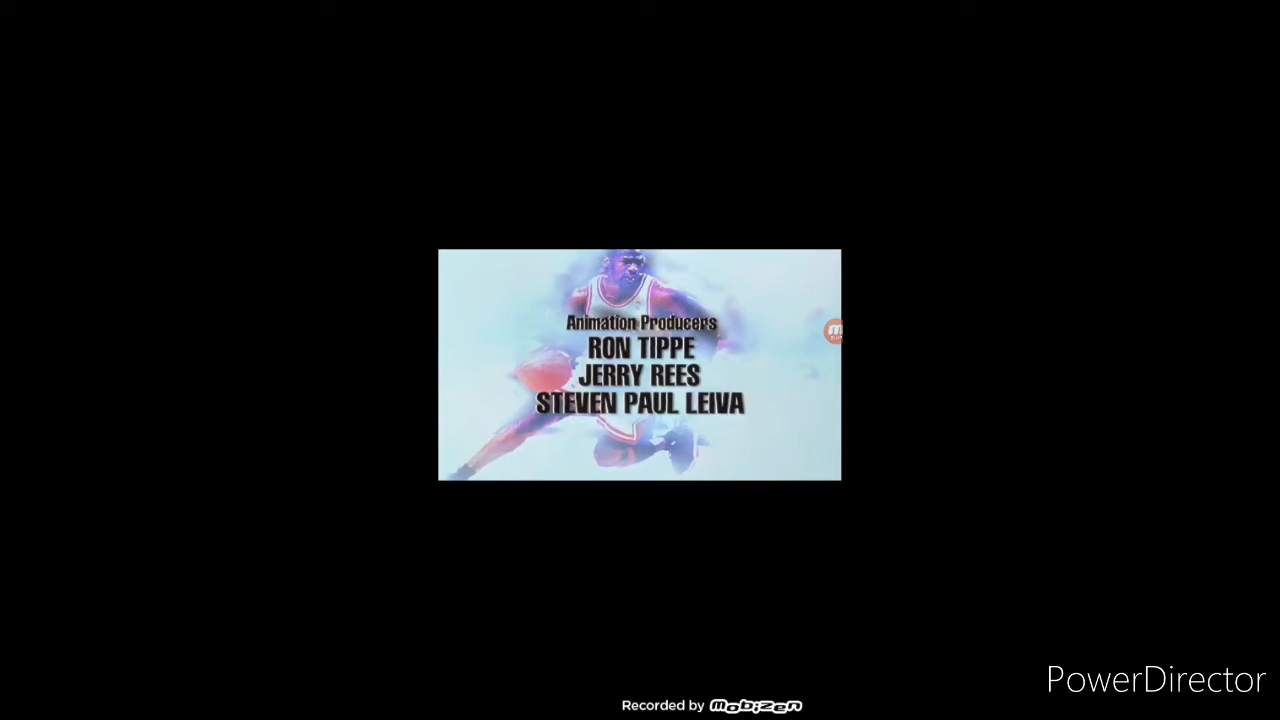 Animation Producers
RON TIPPE
JERRY REES
STEVEN PAUL LEIVA
PowerDirector
Recorded by Mobizen